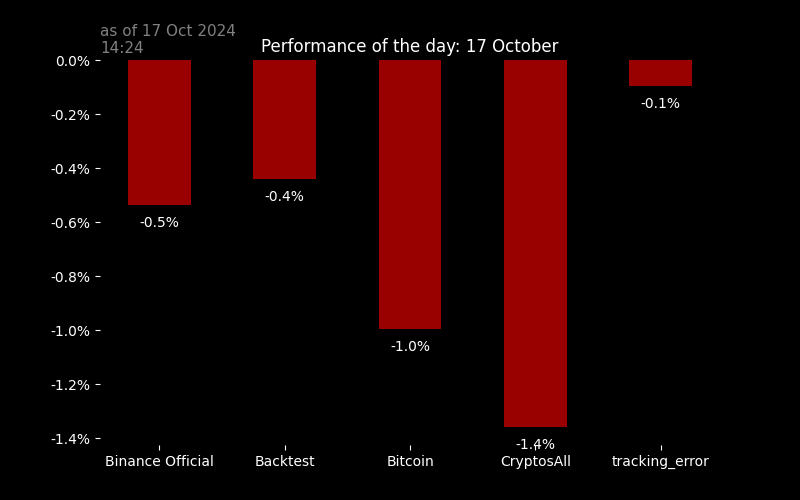 as of 17 Oct 2024
14:24
Performance of the day: 17 October
0.0%
-0.2%
-0.4%
-0.6%
-0.8%
-1.0%
-1.2%
-1.4%
-0.5%
-0.4%
-1.0%
-1.4%
-0.1%
Binance Official
Backtest
Bitcoin
CryptosAll
tracking_error